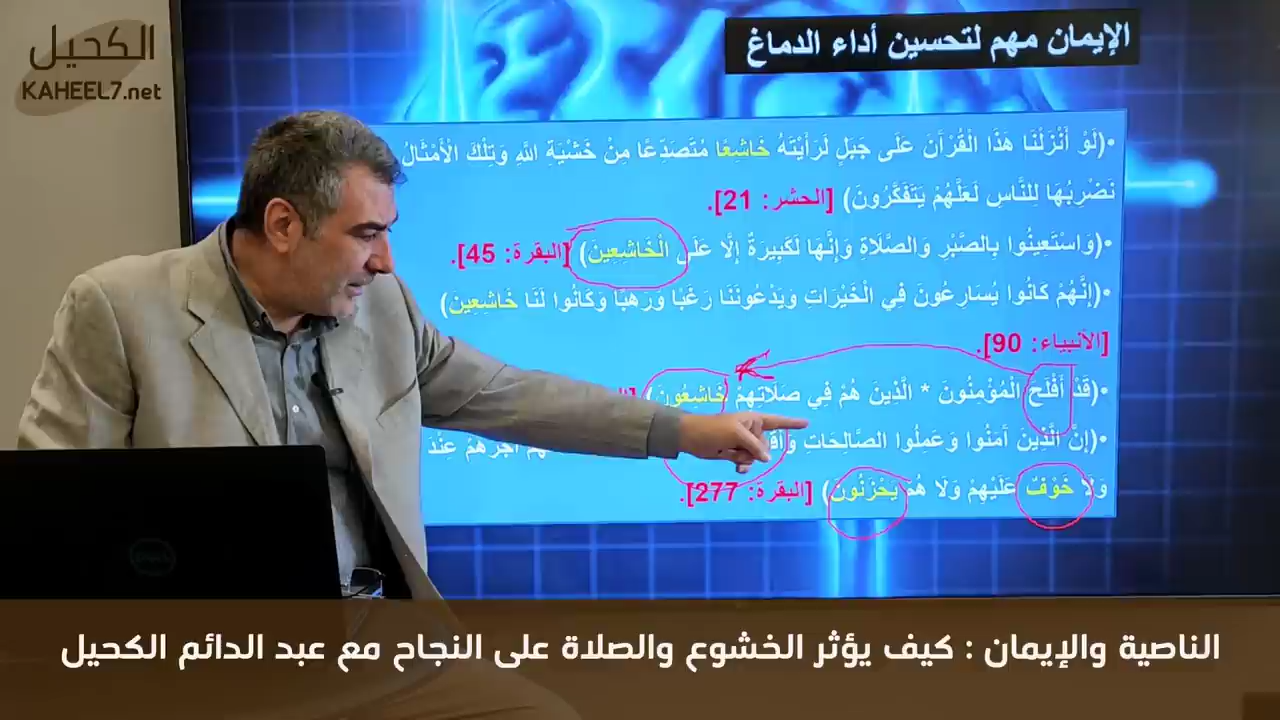 الكحيل
KAHEEL7.net
الإيمان مهم لتحسين أداء الدماغ
•(لَوْ أَنْزَلْنَا هَذَا الْقُرْآنَ عَلَى جَبَلٍ لَرَأَيْتَهُ خَاشِعًا مُتَصَدِّعًا مِنْ خَشْيَةِ اللَّهِ وَتِلْكَ الْأَمْثَالُ
نَضْرِبُهَا لِلنَّاسِ لَعَلَّهُمْ يَتَفَكَّرُونَ) [الحشر: 21].
•(وَاسْتَعِينُوا بِالصَّبْرِ وَالصَّلَاةِ وَإِنَّهَا لَكَبِيرَةٌ إِلَّا عَلَى الْخَاشِعِينَ) [البقرة: 45].
•(إِنَّهُمْ كَانُوا يُسَارِعُونَ فِي الْخَيْرَاتِ وَيَدْعُونَنَا رَغَبًا وَرَهَبًا وَكَانُوا لَنَا خَاشِعِينَ)
[الأنبياء: 90].
•(قَدْ أَفْلَحَ الْمُؤْمِنُونَ * الَّذِينَ هُمْ فِي صَلَاتِهِمْ خَاشِعُونَ)
•(إِنَّ الَّذِينَ آمَنُوا وَعَمِلُوا الصَّالِحَاتِ أَجْرُهُمْ عِنْدَ
وَلَا خَوْفٌ عَلَيْهِمْ وَلَا هُمْ يَحْزَنُونَ) [البقرة: 277].
الناصية والإيمان : كيف يؤثر الخشوع والصلاة على النجاح مع عبد الدائم الكحيل